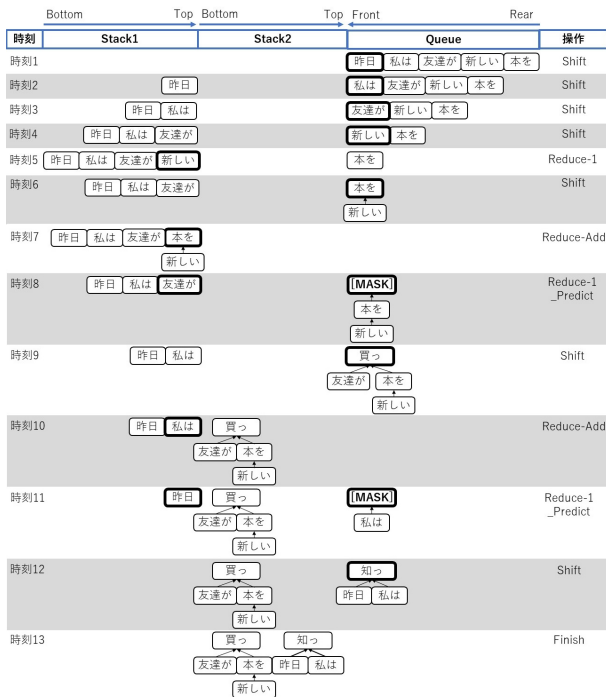 Bottom Top Bottom Top Front Rear
時刻 Stack1 Stack2 Queue 操作
時刻1 昨日 私は 友達が 新しい 本を Shift
時刻2 昨日 私は 友達が 新しい 本を Shift
時刻3 昨日 私は 友達が 新しい 本を Shift
時刻4 昨日 私は 友達が 新しい 本を Shift
時刻5 昨日 私は 友達が 新しい 本を Reduce-1
時刻6 昨日 私は 友達が 本を Shift
新しい
時刻7 昨日 私は 友達が 本を Reduce-Add
新しい
時刻8 昨日 私は 友達が [MASK] Reduce-1
_Predict
本を
新しい
時刻9 昨日 私は 買っ Shift
友達が 本を
新しい
時刻10 昨日 私は 買っ Reduce-Add
友達が 本を
新しい
時刻11 昨日 買っ [MASK] Reduce-1
_Predict
友達が 本を 私は
新しい
時刻12 買っ 知っ Shift
友達が 本を 昨日 私は
新しい
時刻13 買っ 知っ Finish
友達が 本を 昨日 私は
新しい